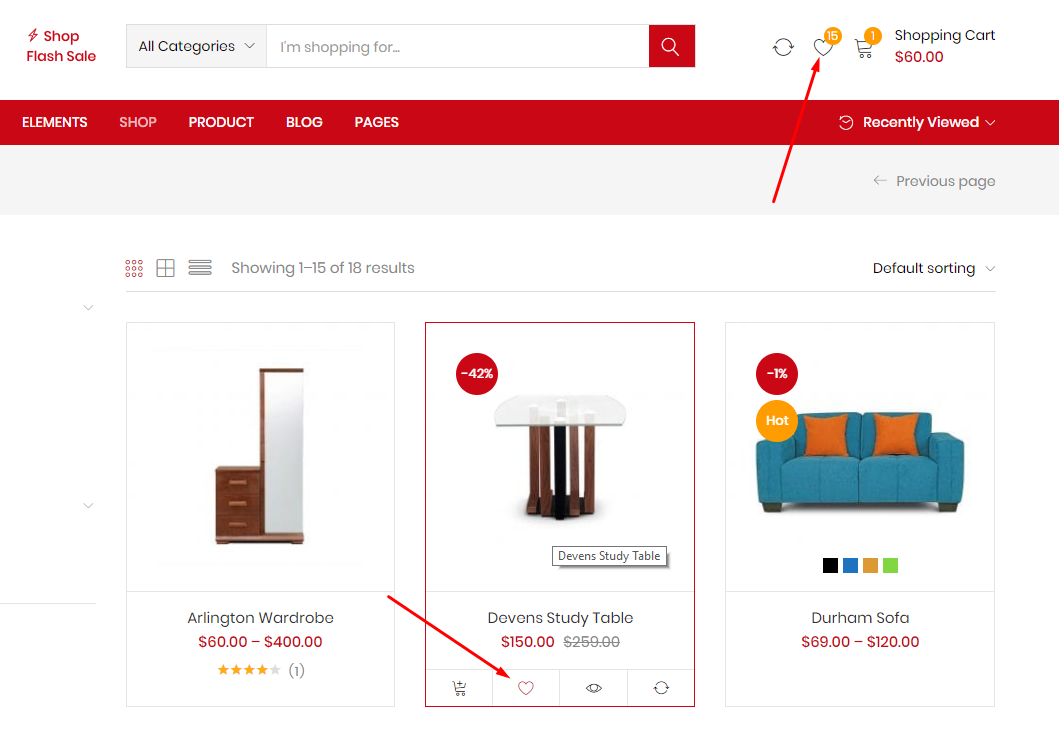 Shop
Flash Sale
All Categories
I'm shopping for...
15
1
Shopping Cart
$60.00
ELEMENTS SHOP PRODUCT BLOG PAGES
Recently Viewed
Previous page
Showing 1–15 of 18 results
Default sorting
-42%
-1%
Hot
Devens Study Table
Arlington Wardrobe
$60.00 – $400.00
(1)
Devens Study Table
$150.00 $259.00
Durham Sofa
$69.00 – $120.00